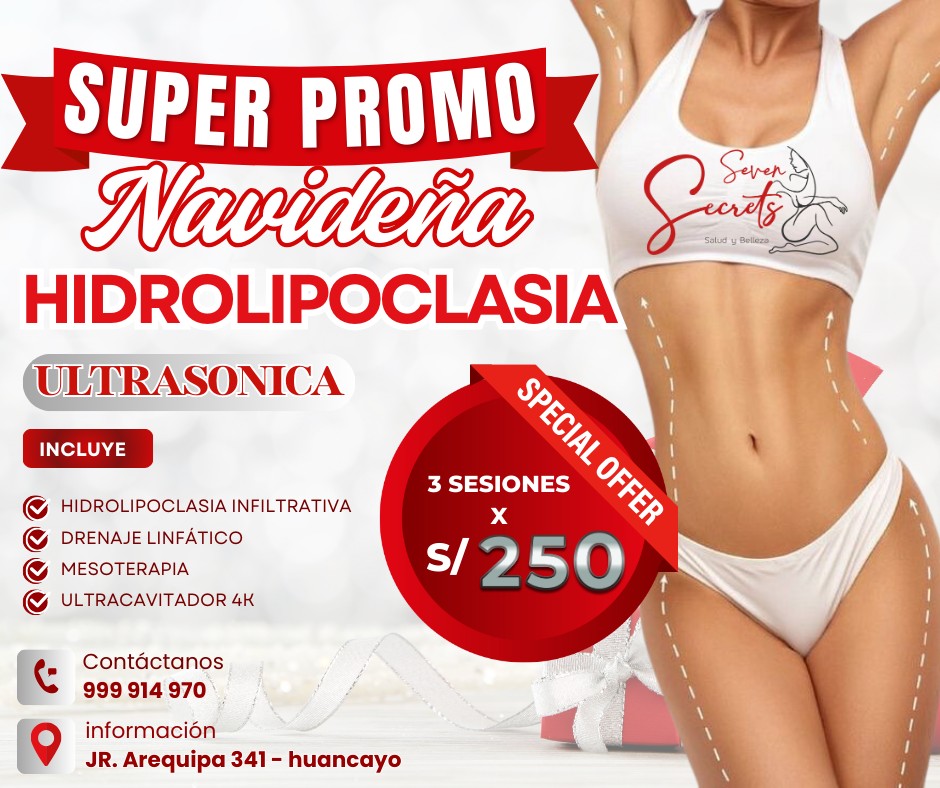 SUPER PROMO
Navideña
HIDROLIPOCLASIA
ULTRASONICA
INCLUYE
HIDROLIPOCLASIA INFILTRATIVA
DRENAJE LINFÁTICO
MESOTERAPIA
ULTRACAVITADOR 4K
SPECIAL OFFER
3 SESIONES
X
S/ 250
Contáctanos
999 914 970
información
JR. Arequipa 341 - huancayo
Seven
Secrets
Salud y Belleza